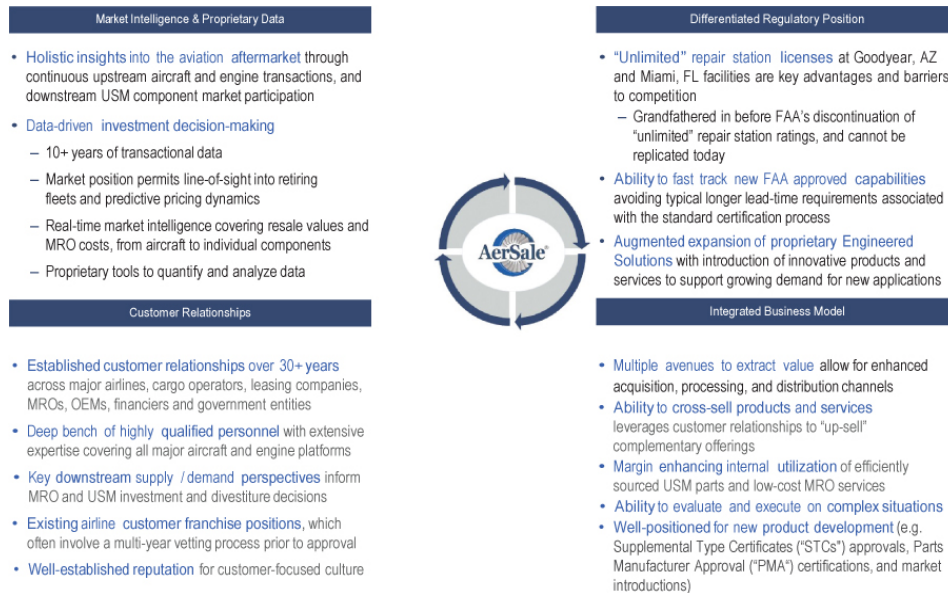 Market Intelligence & Proprietary Data
• Holistic insights into the aviation aftermarket through
continuous upstream aircraft and engine transactions, and
downstream USM component market participation
• Data-driven investment decision-making
– 10+ years of transactional data
– Market position permits line-of-sight into retiring
fleets and predictive pricing dynamics
– Real-time market intelligence covering resale values and
MRO costs, from aircraft to individual components
– Proprietary tools to quantify and analyze data
Customer Relationships
• Established customer relationships over 30+ years
across major airlines, cargo operators, leasing companies,
MROs, OEMs, financiers and government entities
• Deep bench of highly qualified personnel with extensive
expertise covering all major aircraft and engine platforms
• Key downstream supply / demand perspectives inform
MRO and USM investment and divestiture decisions
• Existing airline customer franchise positions, which
often involve a multi-year vetting process prior to approval
• Well-established reputation for customer-focused culture
AerSale®
Differentiated Regulatory Position
• “Unlimited” repair station licenses at Goodyear, AZ
and Miami, FL facilities are key advantages and barriers
to competition
– Grandfathered in before FAA's discontinuation of
“unlimited” repair station ratings, and cannot be
replicated today
• Ability to fast track new FAA approved capabilities
avoiding typical longer lead-time requirements associated
with the standard certification process
• Augmented expansion of proprietary Engineered
Solutions with introduction of innovative products and
services to support growing demand for new applications
Integrated Business Model
• Multiple avenues to extract value allow for enhanced
acquisition, processing, and distribution channels
• Ability to cross-sell products and services
leverages customer relationships to “up-sell”
complementary offerings
• Margin enhancing internal utilization of efficiently
sourced USM parts and low-cost MRO services
• Ability to evaluate and execute on complex situations
• Well-positioned for new product development (e.g.
Supplemental Type Certificates (“STCs”) approvals, Parts
Manufacturer Approval (“PMA“) certifications, and market
introductions)